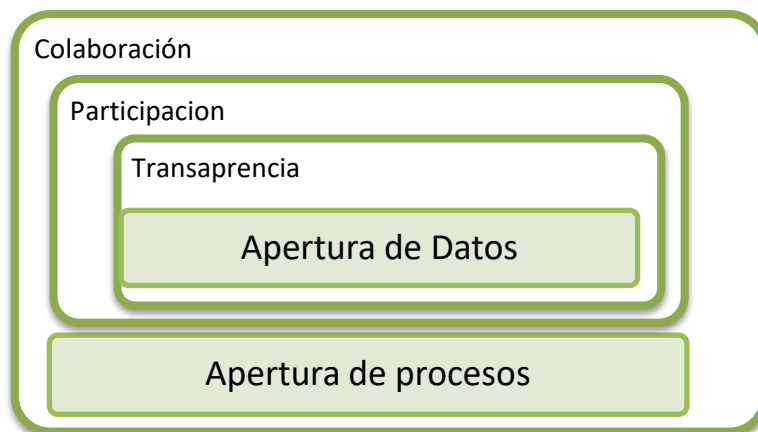 Colaboración
Participacion
Transaprencia
Apertura de Datos
Apertura de procesos